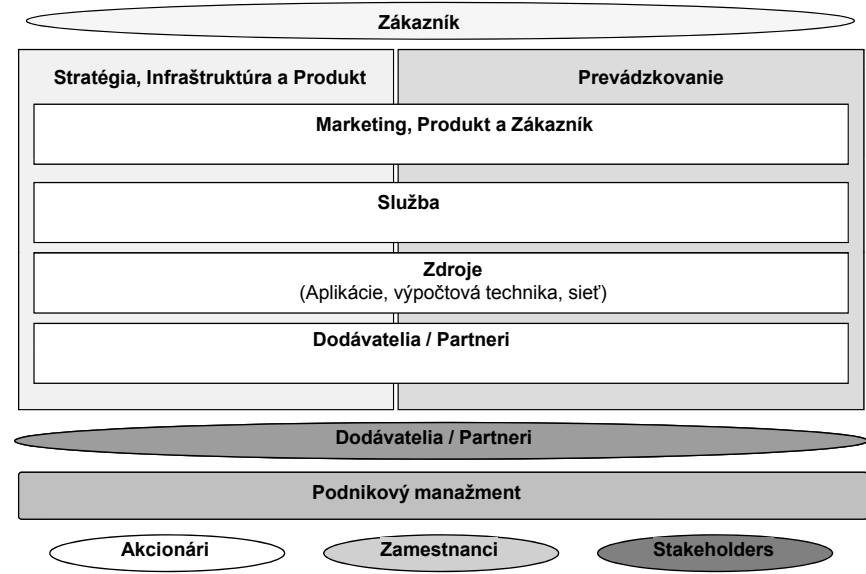 Zákazník
Stratégia, Infraštruktúra a Produkt
Prevádzkovanie
Marketing, Produkt a Zákazník
Služba
Zdroje
(Aplikácie, výpočtová technika, sieť)
Dodávatelia / Partneri
Dodávatelia / Partneri
Podnikový manažment
Akcionári
Zamestnanci
Stakeholders